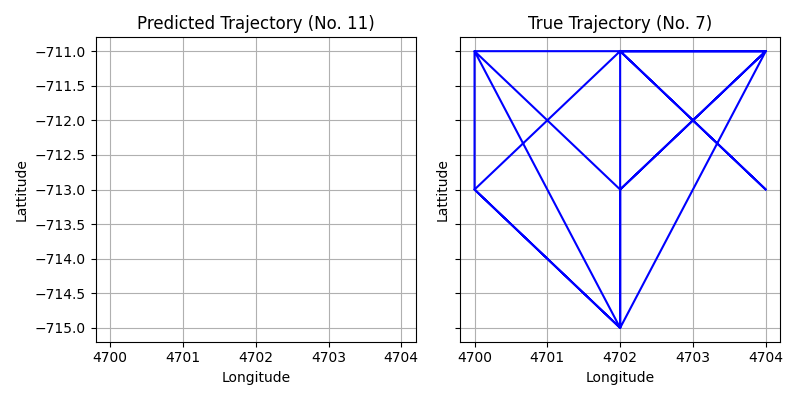 Predicted Trajectory (No. 11)
True Trajectory (No. 7)
−711.0
−711.5
−712.0
−712.5
−713.0
−713.5
−714.0
−714.5
−715.0
Lattitude
Lattitude
4700 4701 4702 4703 4704
4700 4701 4702 4703 4704
Longitude
Longitude